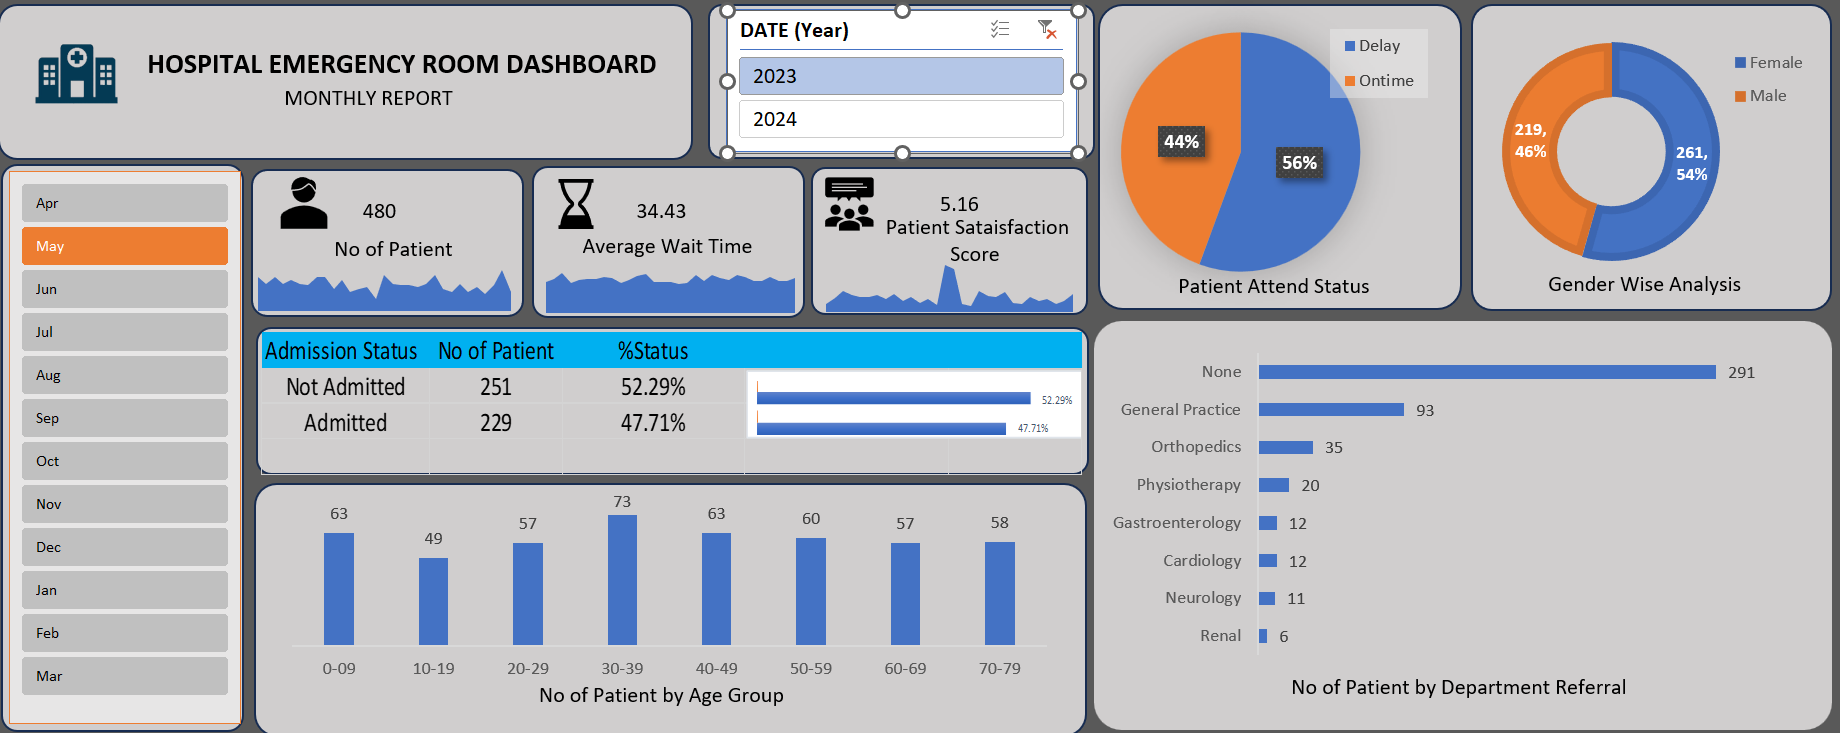 HOSPITAL EMERGENCY ROOM DASHBOARD
MONTHLY REPORT
DATE (Year)
2023
2024
Delay
Ontime
44%
56%
Patient Attend Status
Female
Male
219,
46%
261,
54%
Gender Wise Analysis
Apr
May
Jun
Jul
Aug
Sep
Oct
Nov
Dec
Jan
Feb
Mar
480
No of Patient
34.43
Average Wait Time
5.16
Patient Sataisfaction
Score
Admission Status No of Patient %Status
Not Admitted 251 52.29%
Admitted 229 47.71%
52.29%
47.71%
63 49 57 73 63 60 57 58
0-09 10-19 20-29 30-39 40-49 50-59 60-69 70-79
No of Patient by Age Group
None 291
General Practice 93
Orthopedics 35
Physiotherapy 20
Gastroenterology 12
Cardiology 12
Neurology 11
Renal 6
No of Patient by Department Referral